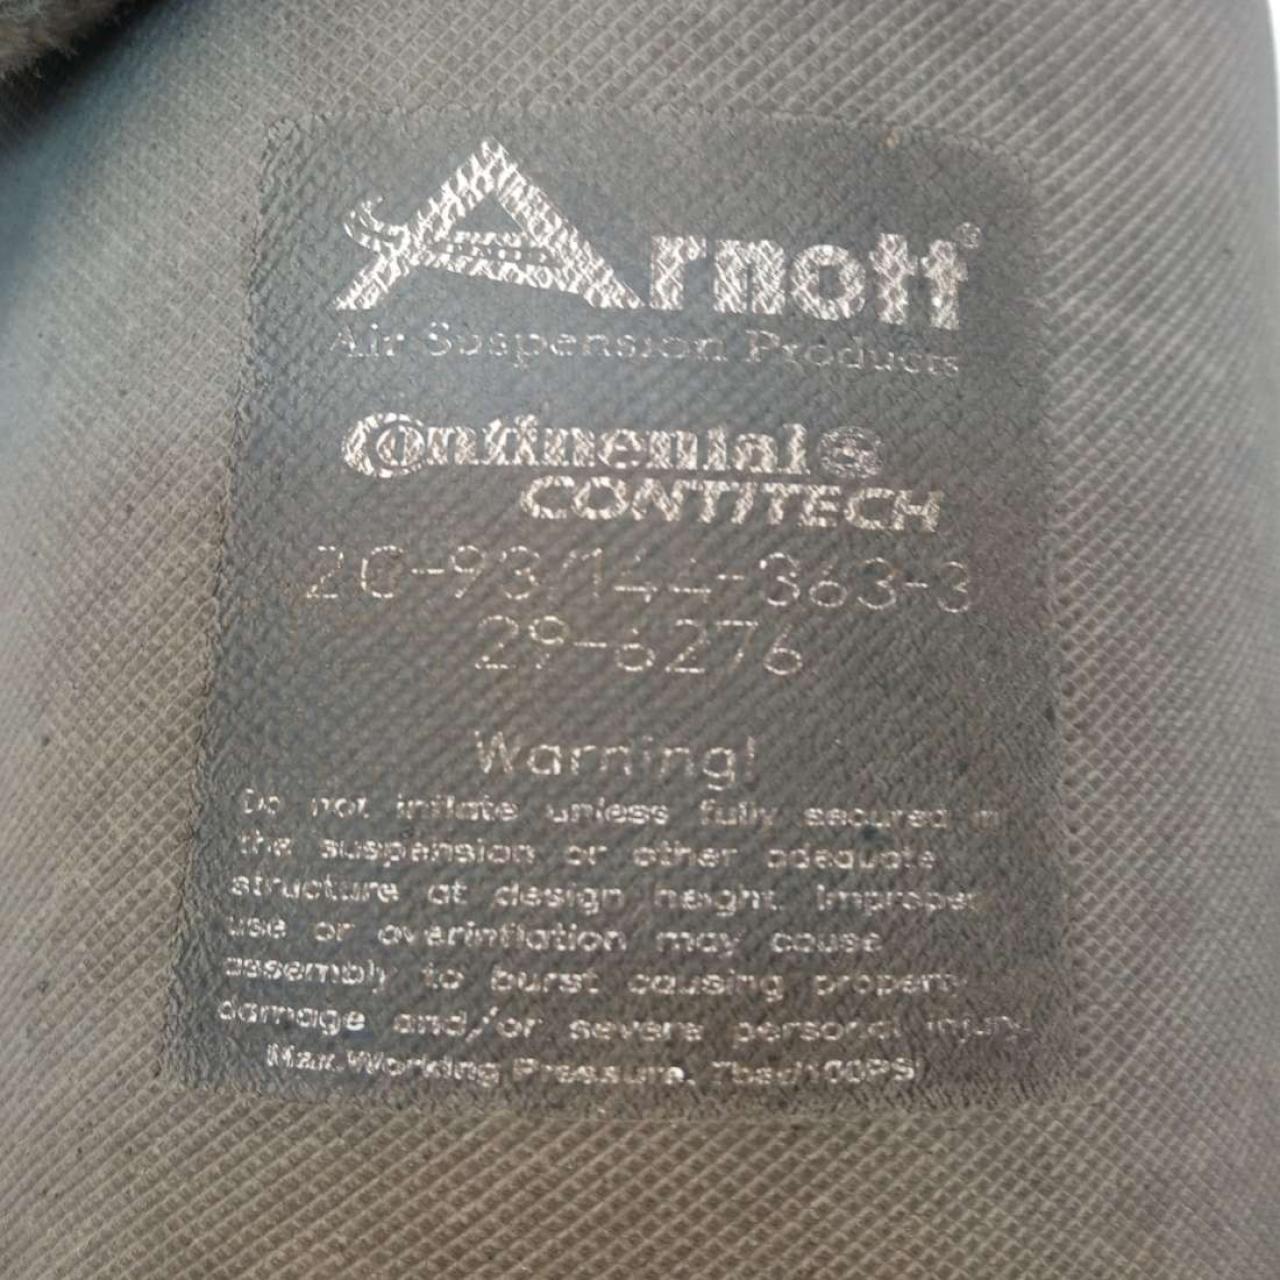 Arnott®
Air Suspension Products
Continental
CONTITECH
2C-93/144-363-3
29-6276
Warning!
Do not inflate unless fully secured in
the suspension or other adequate
structure at design height. Improper
use or overinflation may cause
assembly to burst causing property
damage and/or severe personal injury.
Max. Working Pressure. 7bar/100PSI